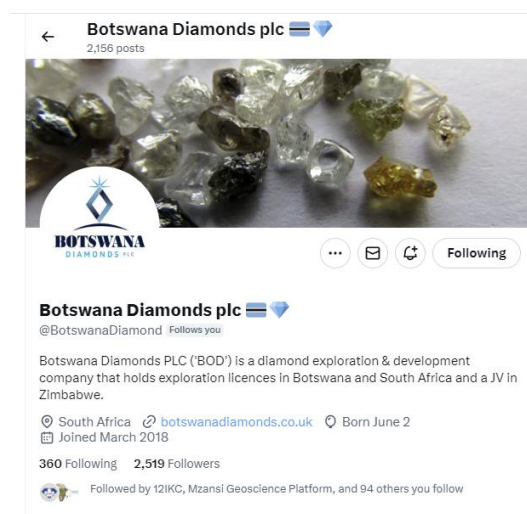 Botswana Diamonds plc 🇧🇼💎
2,156 posts
BOTSWANA
DIAMONDS PLC
Following
Botswana Diamonds plc 🇧🇼💎
@BotswanaDiamond Follows you
Botswana Diamonds PLC ('BOD') is a diamond exploration & development
company that holds exploration licences in Botswana and South Africa and a JV in
Zimbabwe.
South Africa botswanadiamonds.co.uk Born June 2
Joined March 2018
360 Following 2,519 Followers
Followed by 12IKC, Mzansi Geoscience Platform, and 94 others you follow